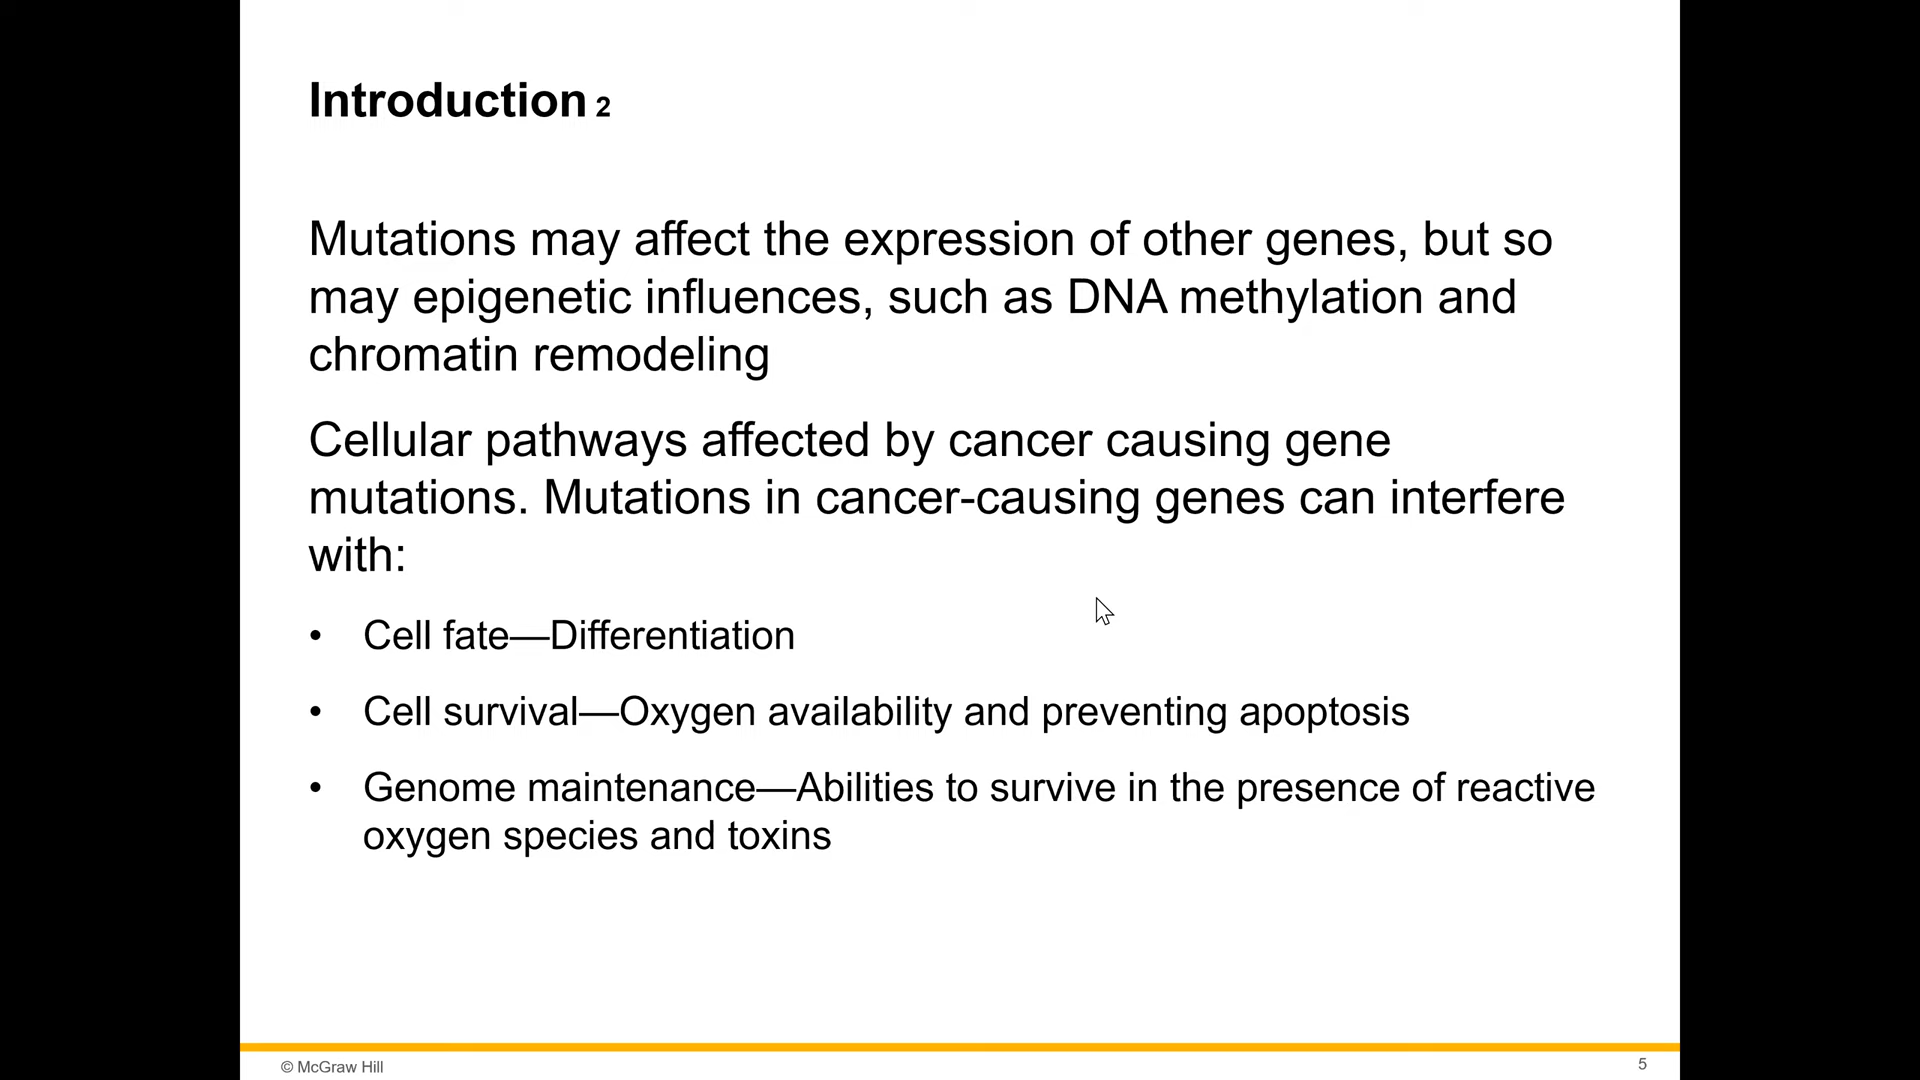 Introduction 2
Mutations may affect the expression of other genes, but so
may epigenetic influences, such as DNA methylation and
chromatin remodeling
Cellular pathways affected by cancer causing gene
mutations. Mutations in cancer-causing genes can interfere
with:
• Cell fate—Differentiation
• Cell survival—Oxygen availability and preventing apoptosis
• Genome maintenance—Abilities to survive in the presence of reactive
oxygen species and toxins
© McGraw Hill
5